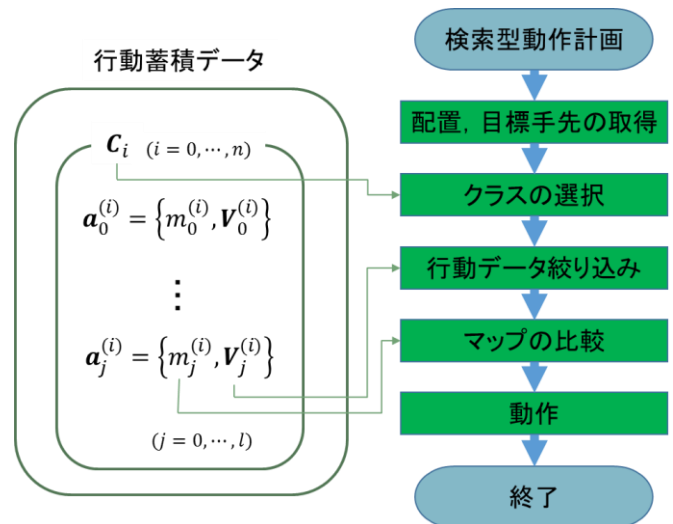 行動蓄積データ
C_i (i = 0, ⋯, n)
a_0^{(i)} = {m_0^{(i)}, V_0^{(i)}}
⋮
a_j^{(i)} = {m_j^{(i)}, V_j^{(i)}}
(j = 0, ⋯, l)
検索型動作計画
配置，目標手先の取得
クラスの選択
行動データ絞り込み
マップの比較
動作
終了